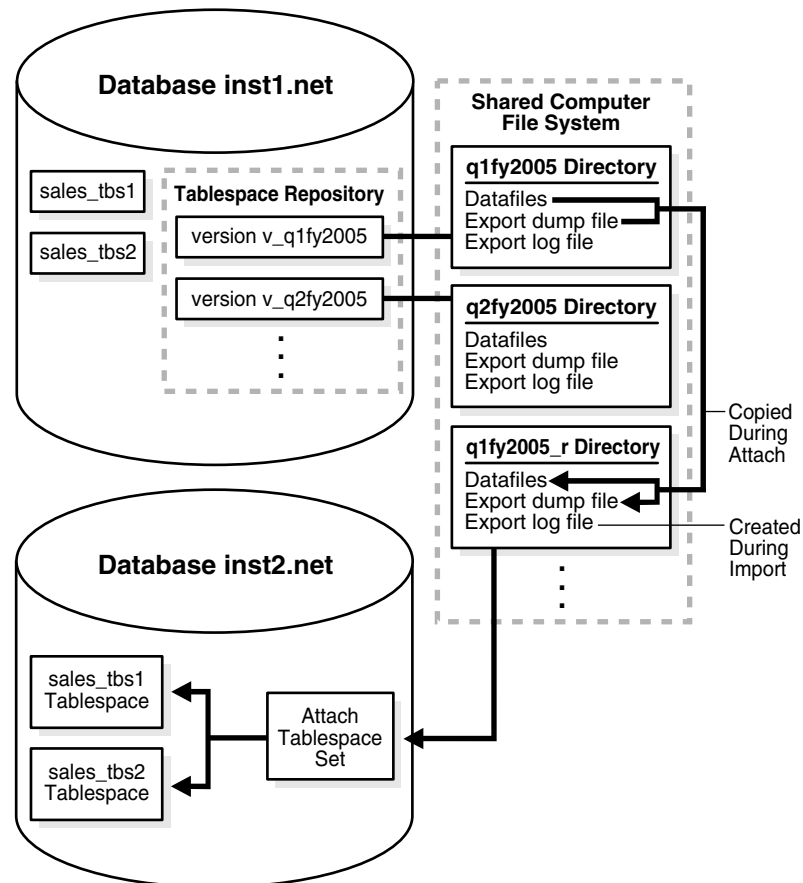 Database inst1.net
sales_tbs1
sales_tbs2
Tablespace Repository
version v_q1fy2005
version v_q2fy2005
Shared Computer
File System
q1fy2005 Directory
Datafiles
Export dump file
Export log file
q2fy2005 Directory
Datafiles
Export dump file
Export log file
q1fy2005_r Directory
Datafiles
Export dump file
Export log file
Copied
During
Attach
Created
During
Import
Database inst2.net
sales_tbs1
Tablespace
sales_tbs2
Tablespace
Attach
Tablespace
Set